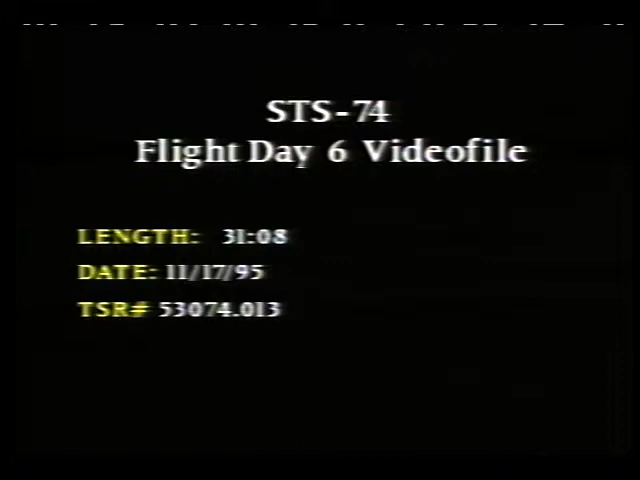 STS-74
Flight Day 6 Videofile
LENGTH: 31:08
DATE: 11/17/95
TSR# 53074.013